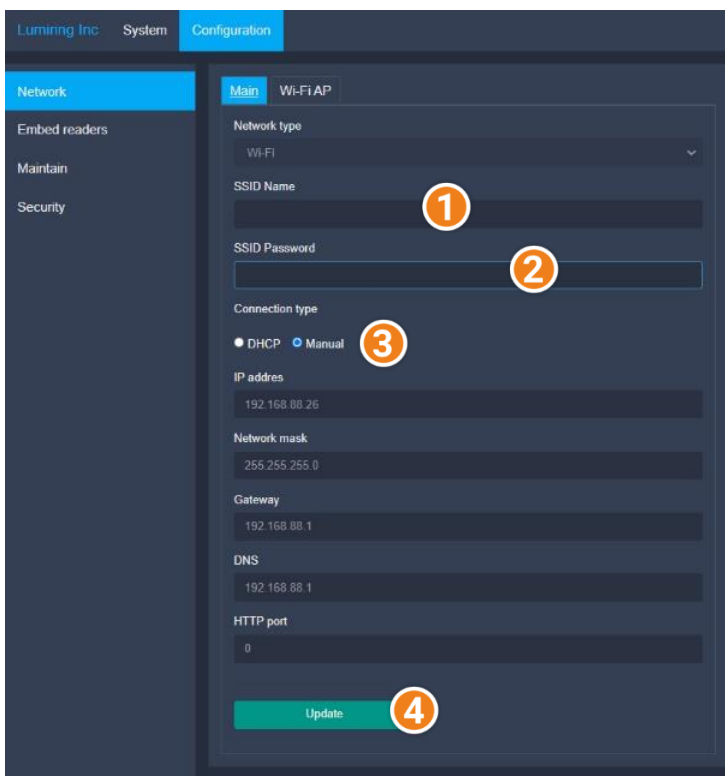 Lumiring Inc System Configuration
Network
Embed readers
Maintain
Security
Main Wi-Fi AP
Network type
Wi-Fi
SSID Name
1
SSID Password
2
Connection type
DHCP Manual
3
IP addres
192.168.88.26
Network mask
255.255.255.0
Gateway
192.168.88.1
DNS
192.168.88.1
HTTP port
0
Update
4